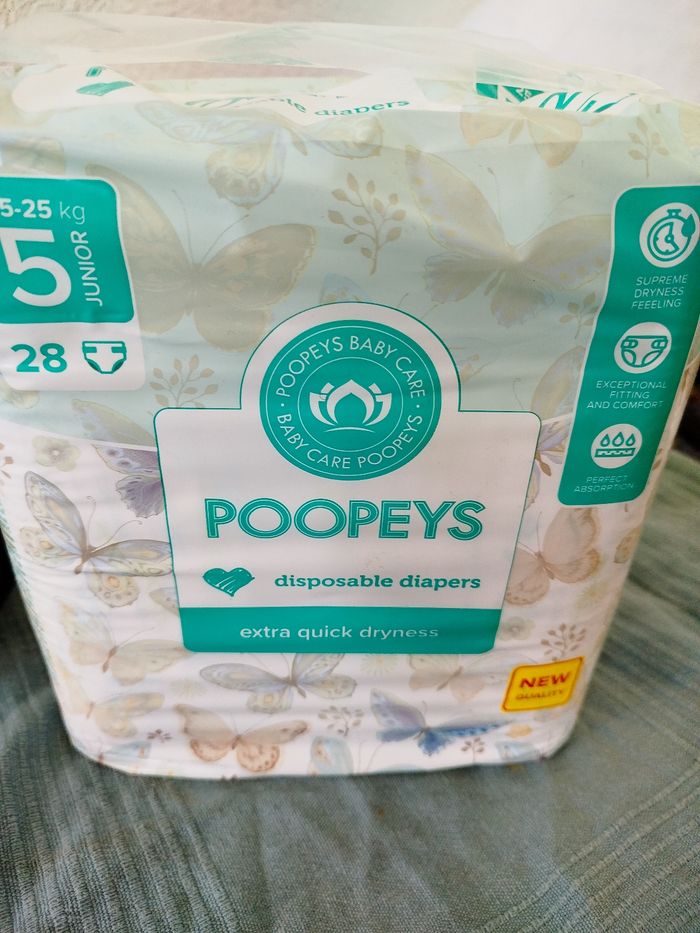 diapers
5-25 kg
5
JUNIOR
28
SUPREME
DRYNESS
FEEELING
EXCEPTIONAL
FITTING
AND COMFORT
PERFECT
ABSORPTION
POOPEYS BABY CARE
BABY CARE POOPEYS
POOPEYS
disposable diapers
extra quick dryness
NEW
QUALITY